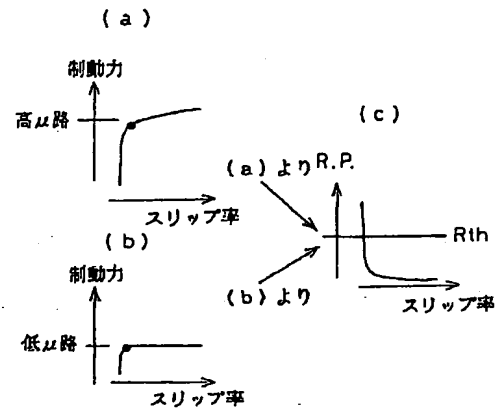 (a)
制動力
高μ路
スリップ率
(b)
制動力
低μ路
スリップ率
(c)
(a)より
R.P.
Rth
(b)より
スリップ率